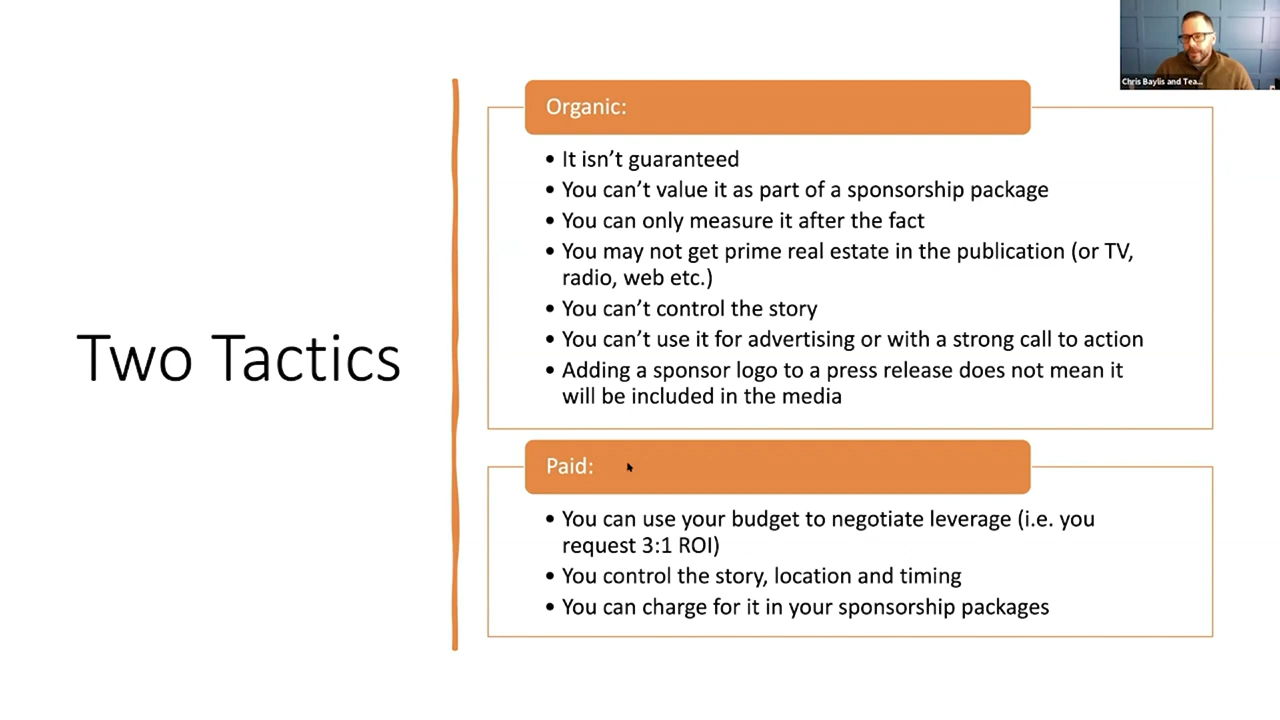 Chris Baylis and Tea...
Two Tactics
Organic:
• It isn’t guaranteed
• You can’t value it as part of a sponsorship package
• You can only measure it after the fact
• You may not get prime real estate in the publication (or TV,
radio, web etc.)
• You can’t control the story
• You can’t use it for advertising or with a strong call to action
• Adding a sponsor logo to a press release does not mean it
will be included in the media
Paid:
• You can use your budget to negotiate leverage (i.e. you
request 3:1 ROI)
• You control the story, location and timing
• You can charge for it in your sponsorship packages